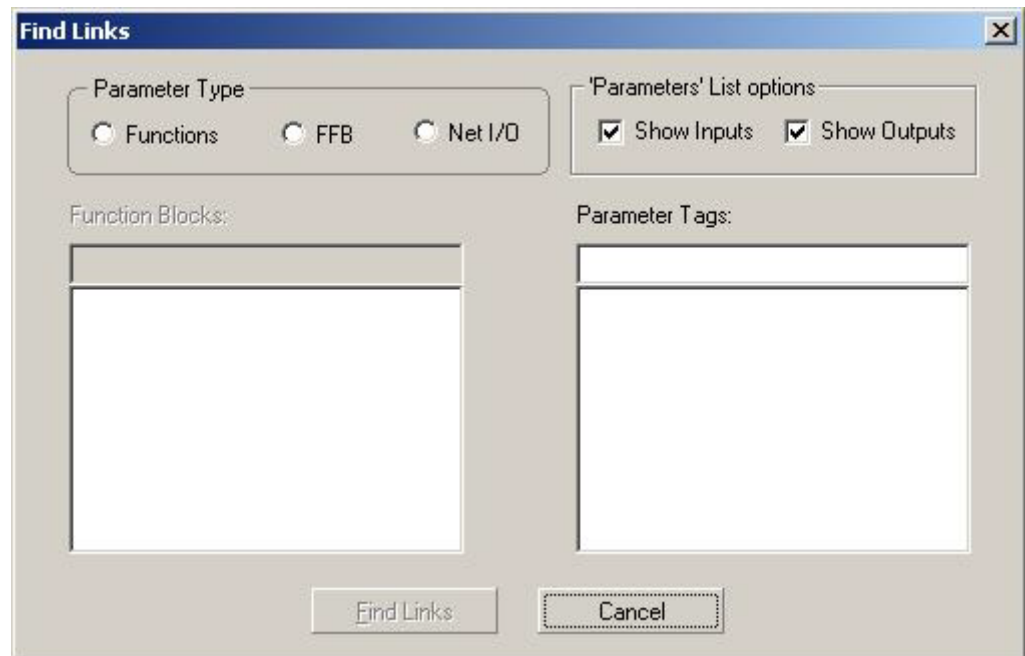 Find Links
Parameter Type
Functions
FFB
Net I/O
'Parameters' List options
Show Inputs
Show Outputs
Function Blocks:
Parameter Tags:
Find Links
Cancel